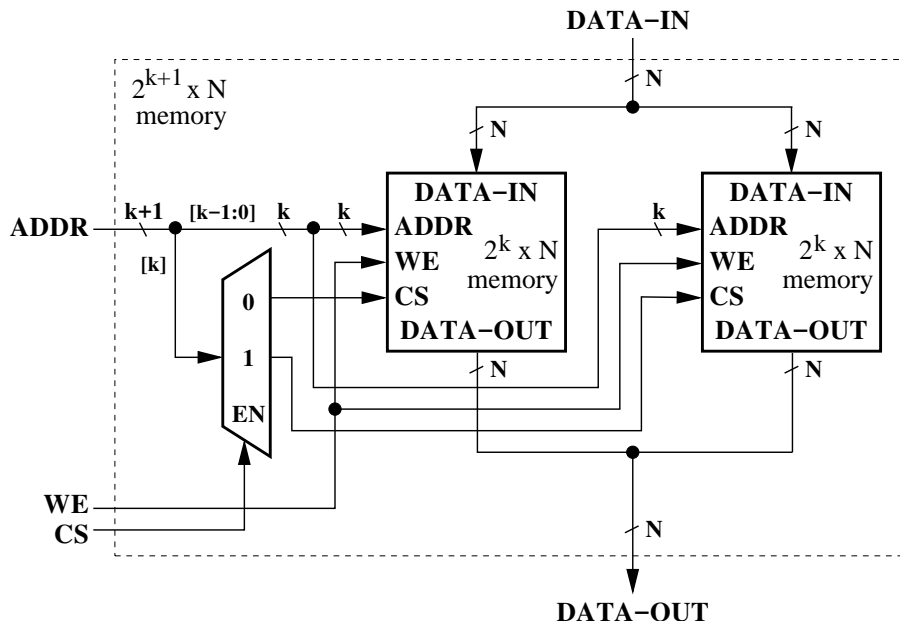 DATA−IN
N
2^{k+1} x N
memory
N
N
ADDR
k+1
[k−1:0]
k
k
[k]
DATA−IN
ADDR
WE
CS
2^k x N
memory
DATA−OUT
k
DATA−IN
ADDR
WE
CS
2^k x N
memory
DATA−OUT
0
1
EN
N
N
WE
CS
N
DATA−OUT